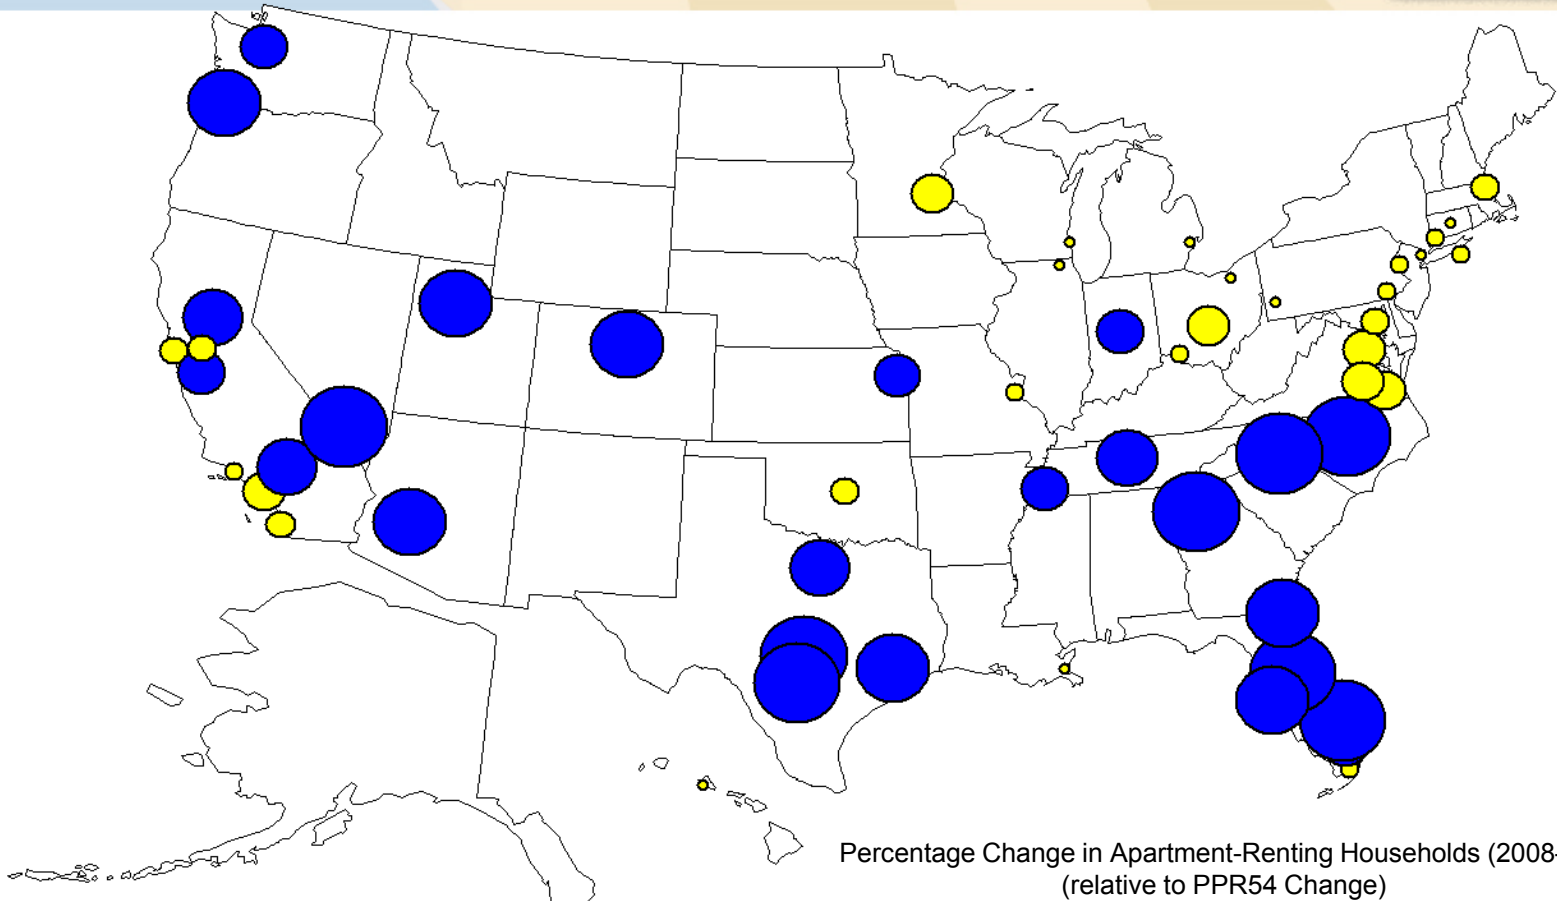 Percentage Change in Apartment-Renting Households (2008-
(relative to PPR54 Change)